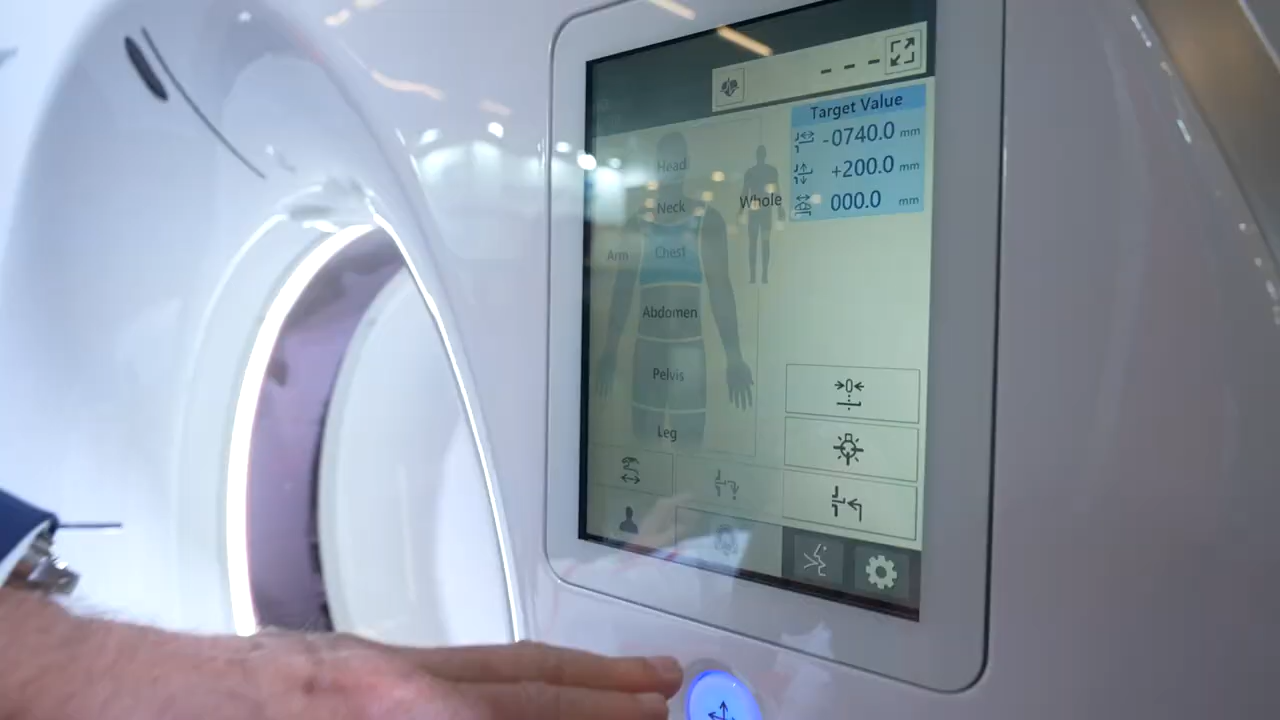 - - -
Target Value
-0740.0 mm
+200.0 mm
000.0 mm
Head
Neck
Whole
Arm
Chest
Abdomen
Pelvis
Leg
→0←